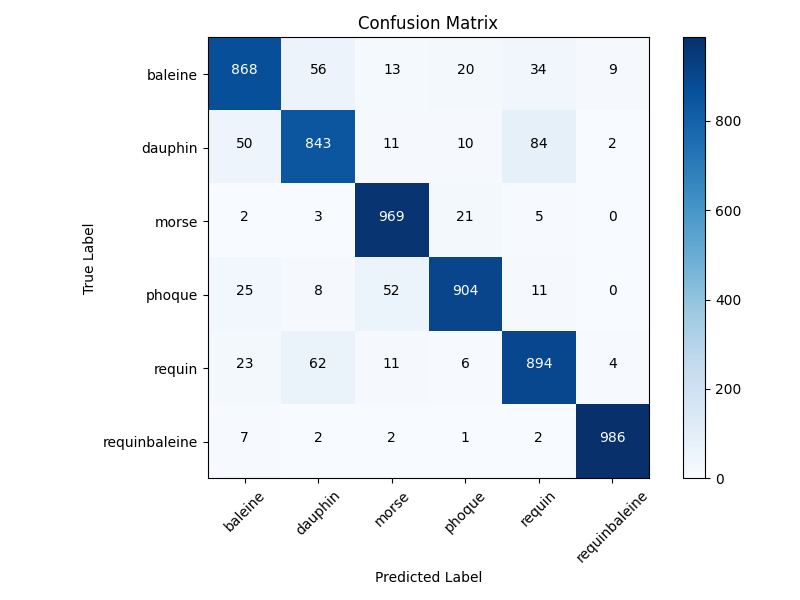 Confusion Matrix
baleine 868 56 13 20 34 9
dauphin 50 843 11 10 84 2
morse 2 3 969 21 5 0
phoque 25 8 52 904 11 0
requin 23 62 11 6 894 4
requinbaleine 7 2 2 1 2 986
baleine dauphin morse phoque requin requinbaleine
Predicted Label
True Label
800
600
400
200
0